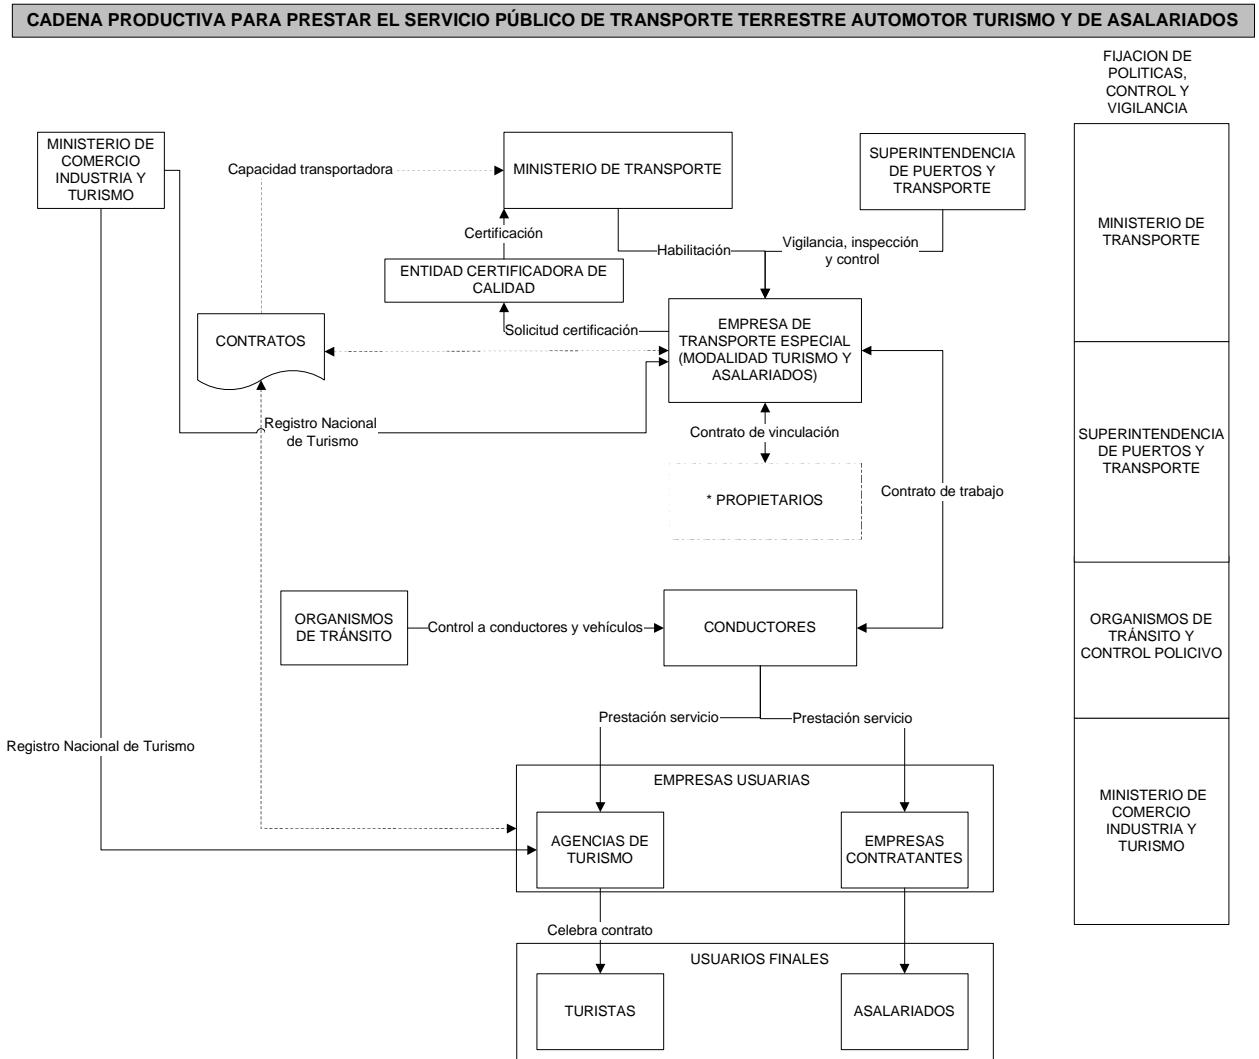 CADENA PRODUCTIVA PARA PRESTAR EL SERVICIO PÚBLICO DE TRANSPORTE TERRESTRE AUTOMOTOR TURISMO Y DE ASALARIADOS
FIJACION DE
POLITICAS,
CONTROL Y
VIGILANCIA
MINISTERIO DE
COMERCIO
INDUSTRIA Y
TURISMO
Capacidad transportadora
MINISTERIO DE TRANSPORTE
SUPERINTENDENCIA
DE PUERTOS Y
TRANSPORTE
MINISTERIO DE
TRANSPORTE
Certificación
Habilitación
Vigilancia, inspección
y control
ENTIDAD CERTIFICADORA DE
CALIDAD
CONTRATOS
Solicitud certificación
EMPRESA DE
TRANSPORTE ESPECIAL
(MODALIDAD TURISMO Y
ASALARIADOS)
Registro Nacional
de Turismo
Contrato de vinculación
SUPERINTENDENCIA
DE PUERTOS Y
TRANSPORTE
* PROPIETARIOS
Contrato de trabajo
ORGANISMOS
DE TRÁNSITO
Control a conductores y vehículos
CONDUCTORES
ORGANISMOS DE
TRÁNSITO Y
CONTROL POLICIVO
Prestación servicio
Prestación servicio
Registro Nacional de Turismo
EMPRESAS USUARIAS
AGENCIAS DE
TURISMO
EMPRESAS
CONTRATANTES
MINISTERIO DE
COMERCIO
INDUSTRIA Y
TURISMO
Celebra contrato
USUARIOS FINALES
TURISTAS
ASALARIADOS